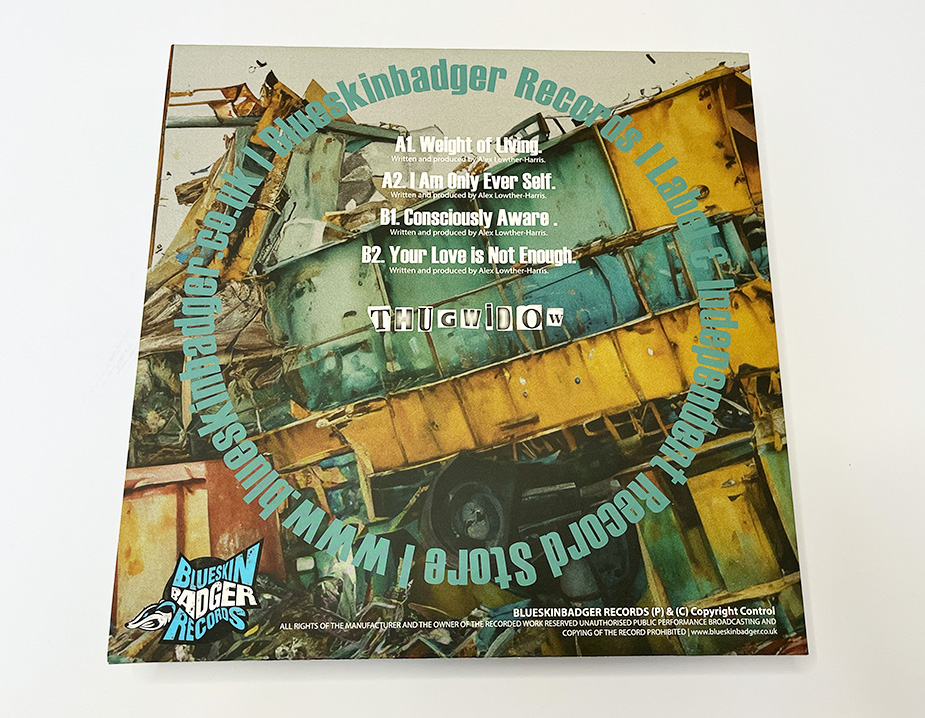 Blueskinbadger Records | Label & Independent Record Store | www.blueskinbadger.co.uk |
A1. Weight of Living.
Written and produced by Alex Lowther-Harris.
A2. I Am Only Ever Self.
Written and produced by Alex Lowther-Harris.
B1. Consciously Aware .
Written and produced by Alex Lowther-Harris.
B2. Your Love is Not Enough.
Written and produced by Alex Lowther-Harris.
THUGWiDOw
BLUESKIN
BADGER
RECORDS
BLUESKINBADGER RECORDS (P) & (C) Copyright Control
ALL RIGHTS OF THE MANUFACTURER AND THE OWNER OF THE RECORDED WORK RESERVED UNAUTHORISED PUBLIC PERFORMANCE BROADCASTING AND
COPYING OF THE RECORD PROHIBITED | www.blueskinbadger.co.uk